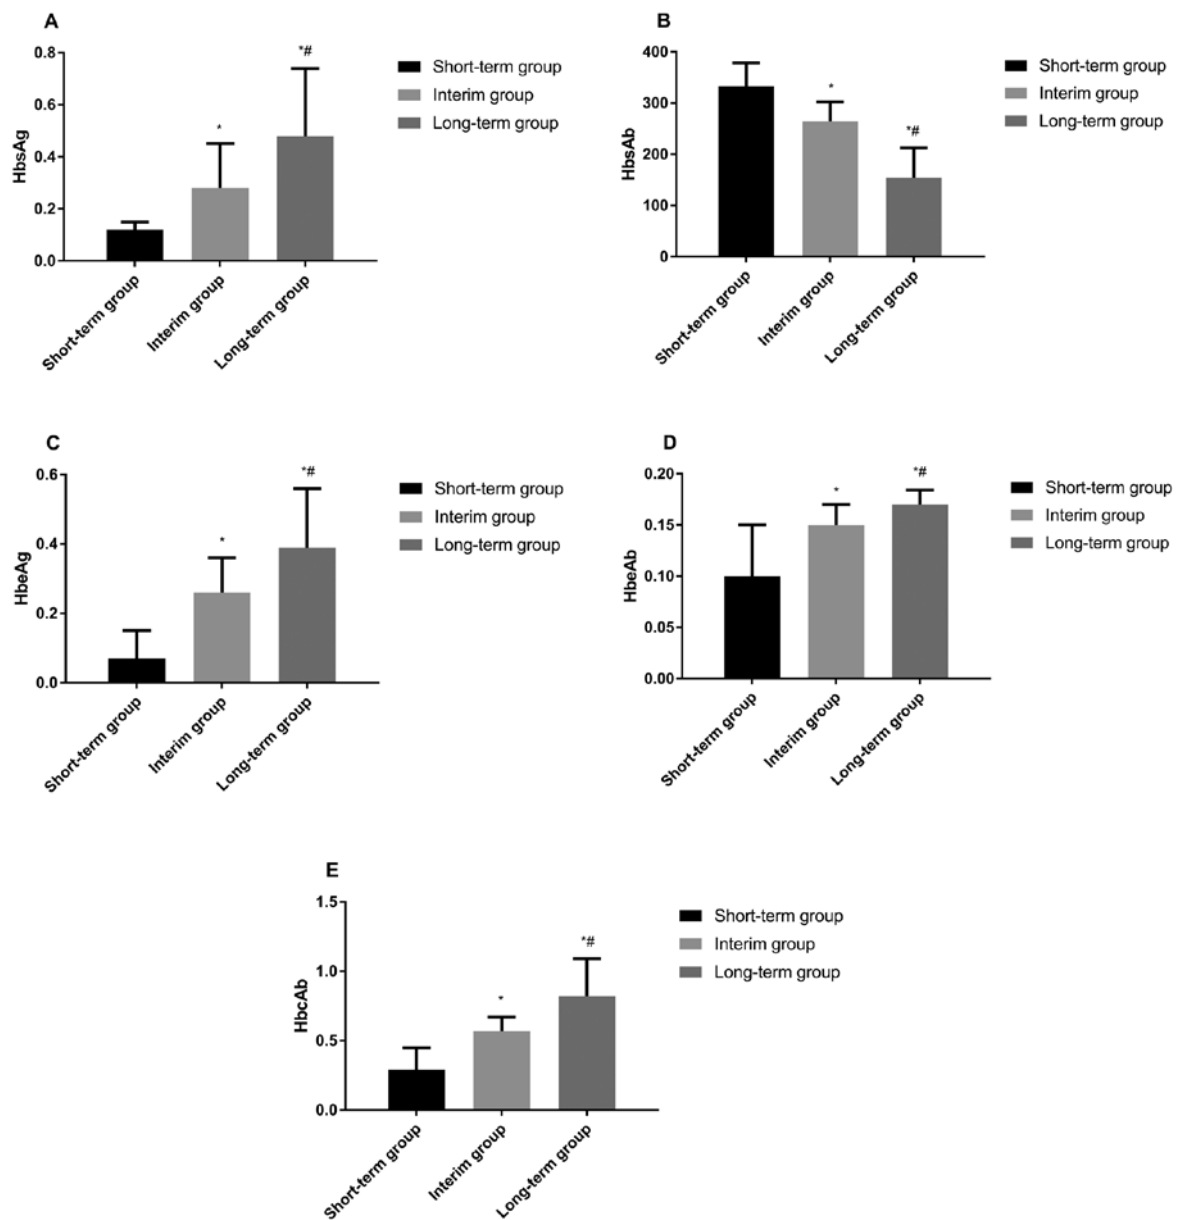 A
HbsAg
0.8
0.6
0.4
0.2
0.0
*
*#
Short-term group
Interim group
Long-term group
Short-term group
Interim group
Long-term group
B
HbsAb
400
300
200
100
0
*
*#
Short-term group
Interim group
Long-term group
Short-term group
Interim group
Long-term group
C
HbeAg
0.6
0.4
0.2
0.0
*
*#
Short-term group
Interim group
Long-term group
Short-term group
Interim group
Long-term group
D
HbeAb
0.20
0.15
0.10
0.05
0.00
*
*#
Short-term group
Interim group
Long-term group
Short-term group
Interim group
Long-term group
E
HbcAb
1.5
1.0
0.5
0.0
*
*#
Short-term group
Interim group
Long-term group
Short-term group
Interim group
Long-term group